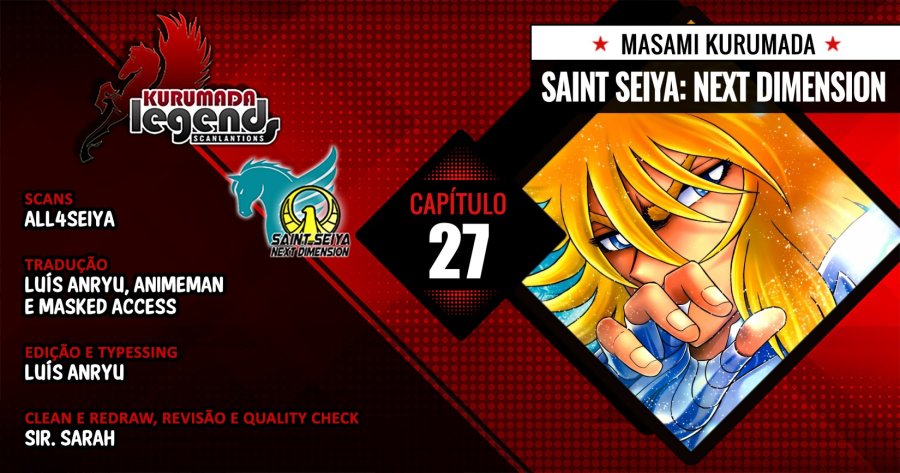 MASAMI KURUMADA
SAINT SEIYA: NEXT DIMENSION
KURUMADA
legends
SCANLANTIONS
SAINT SEIYA
NEXT DIMENSION
CAPÍTULO
27
SCANS
ALL4SEIYA
TRADUÇÃO
LUÍS ANRYU, ANIMEMAN
E MASKED ACCESS
EDIÇÃO E TYPESSING
LUÍS ANRYU
CLEAN E REDRAW, REVISÃO E QUALITY CHECK
SIR. SARAH